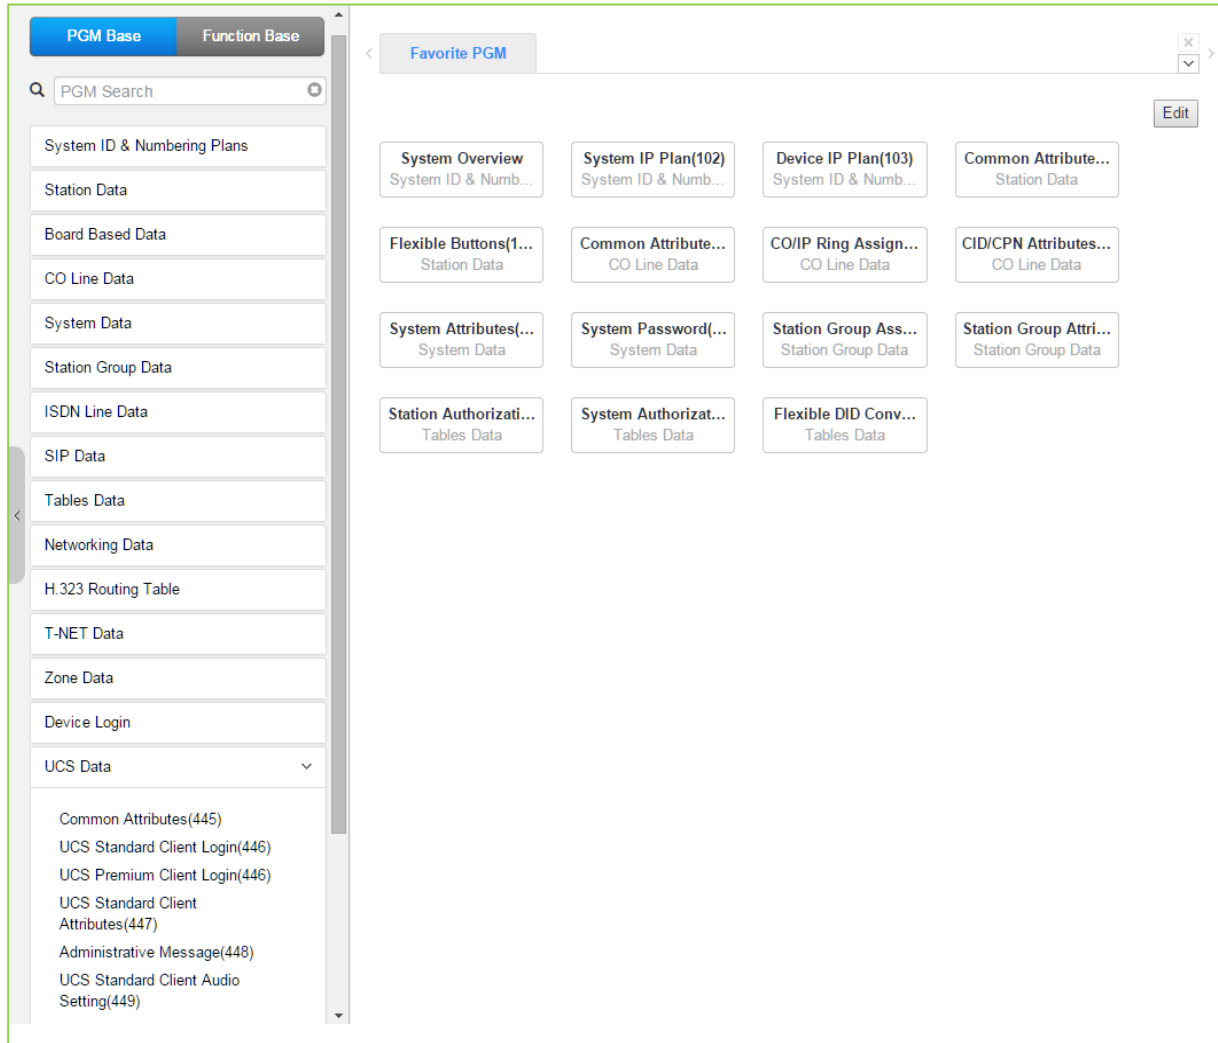 PGM Base
Function Base
PGM Search
System ID & Numbering Plans
Station Data
Board Based Data
CO Line Data
System Data
Station Group Data
ISDN Line Data
SIP Data
Tables Data
Networking Data
H.323 Routing Table
T-NET Data
Zone Data
Device Login
UCS Data
Common Attributes(445)
UCS Standard Client Login(446)
UCS Premium Client Login(446)
UCS Standard Client
Attributes(447)
Administrative Message(448)
UCS Standard Client Audio
Setting(449)
Favorite PGM
Edit
System Overview
System ID & Numb...
System IP Plan(102)
System ID & Numb...
Device IP Plan(103)
System ID & Numb...
Common Attribute...
Station Data
Flexible Buttons(1...
Station Data
Common Attribute...
CO Line Data
CO/IP Ring Assign...
CO Line Data
CID/CPN Attributes...
CO Line Data
System Attributes(...
System Data
System Password(...
System Data
Station Group Ass...
Station Group Data
Station Group Attri...
Station Group Data
Station Authorizati...
Tables Data
System Authorizat...
Tables Data
Flexible DID Conv...
Tables Data